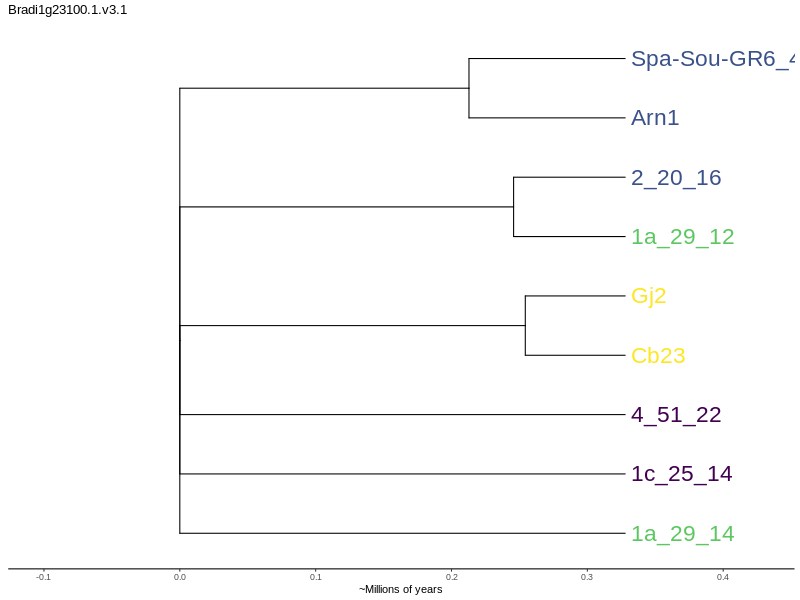 Bradi1g23100.1.v3.1
Spa-Sou-GR6_4
Arn1
2_20_16
1a_29_12
Gj2
Cb23
4_51_22
1c_25_14
1a_29_14
-0.1 0.0 0.1 0.2 0.3 0.4
~Millions of years